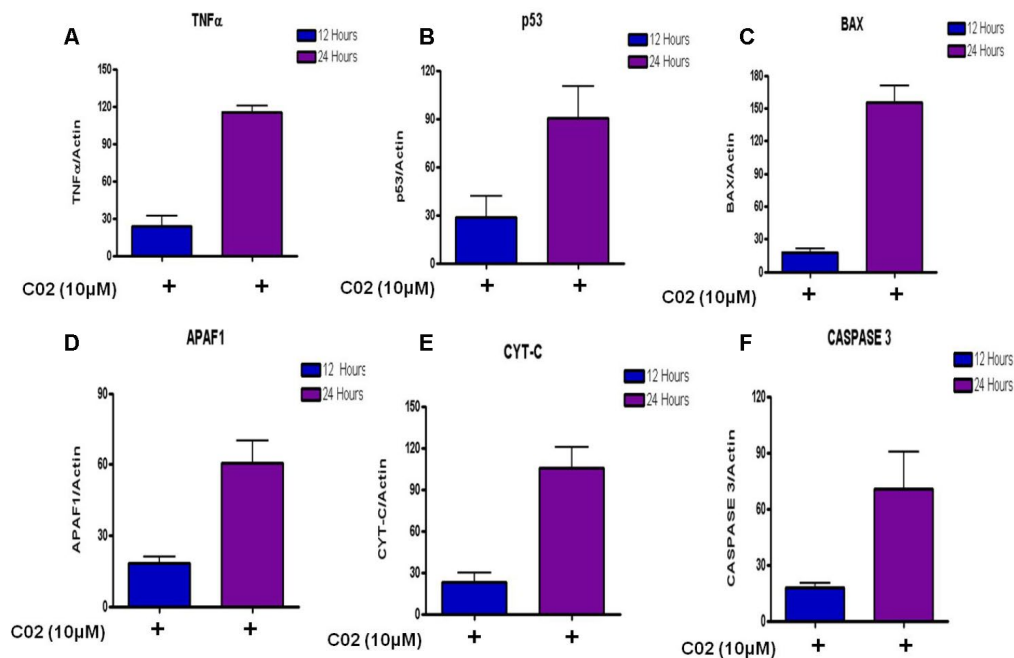 A
TNFα
12 Hours
24 Hours
TNFα/Actin
150
120
90
60
30
0
C02 (10µM)
+
+
B
p53
12 Hours
24 Hours
p53/Actin
120
90
60
30
0
C02 (10µM)
+
+
C
BAX
12 Hours
24 Hours
BAX/Actin
180
150
120
90
60
30
0
C02 (10µM)
+
+
D
APAF1
12 Hours
24 Hours
APAF1/Actin
90
60
30
0
C02 (10µM)
+
+
E
CYT-C
12 Hours
24 Hours
CYT-C/Actin
150
120
90
60
30
0
C02 (10µM)
+
+
F
CASPASE 3
12 Hours
24 Hours
CASPASE 3/Actin
120
90
60
30
0
C02 (10µM)
+
+